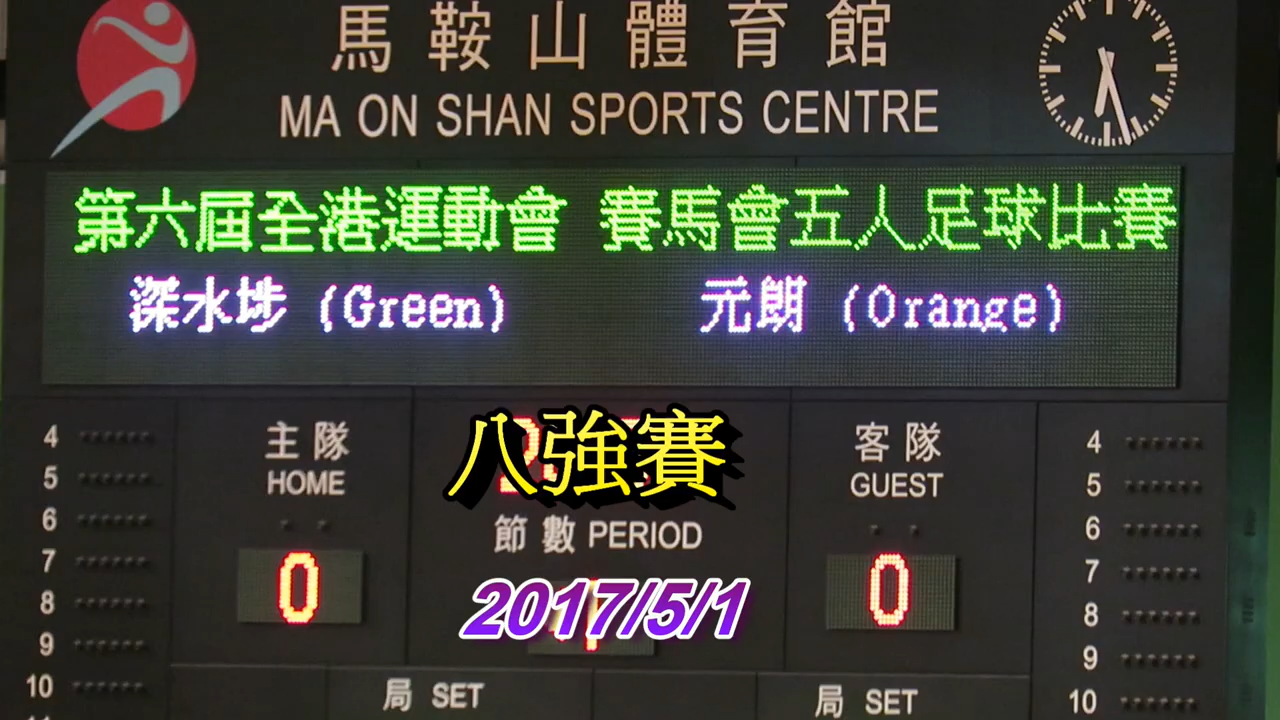 馬鞍山體育館
MA ON SHAN SPORTS CENTRE
第六屆全港運動會 賽馬會五人足球比賽
深水埗 (Green) 元朗 (Orange)
八強賽
主隊 客隊
HOME GUEST
節數 PERIOD
0 0
2017/5/1
4 4
5 5
6 6
7 7
8 8
9 9
10 10
局 SET 局 SET